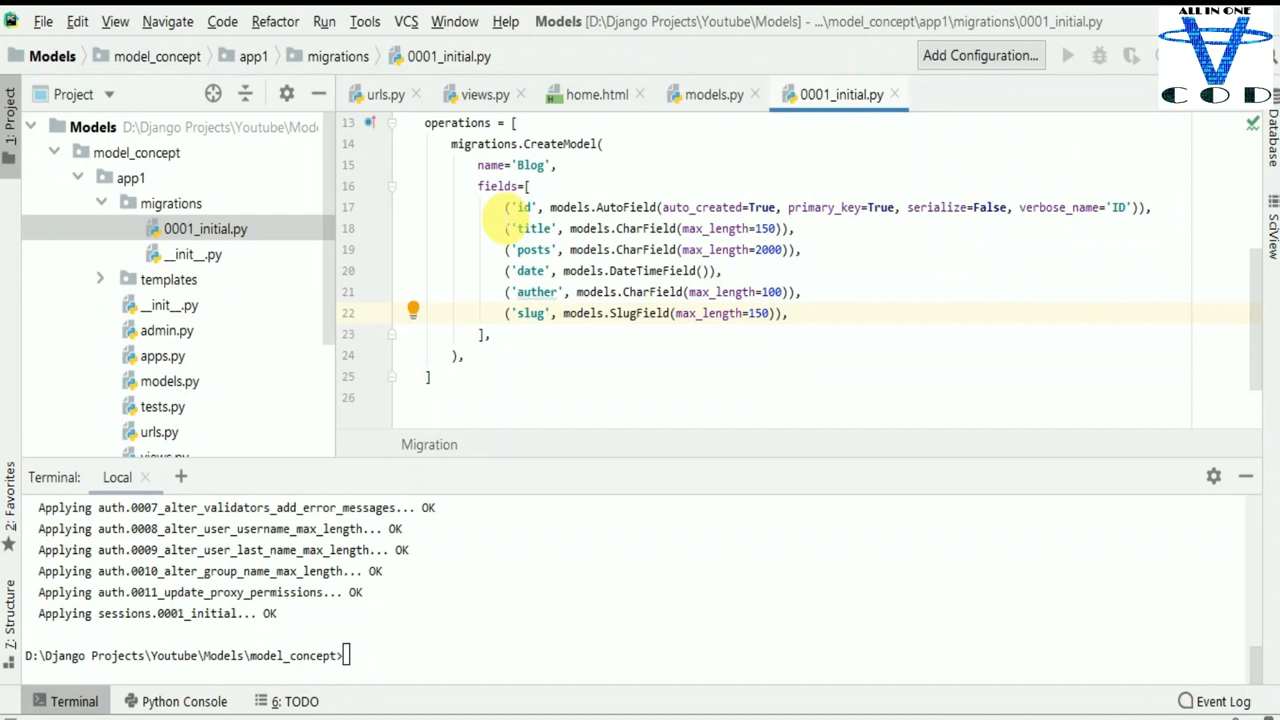 File Edit View Navigate Code Refactor Run Tools VCS Window Help Models [D:\Django Projects\Youtube\Models] - ...\model_concept\app1\migrations\0001_initial.py
ALL IN ONE
COD
Models model_concept app1 migrations 0001_initial.py Add Configuration...
1: Project
Project
urls.py views.py home.html models.py 0001_initial.py
Database
SciView
Models D:\Django Projects\Youtube\Mod
model_concept
app1
migrations
0001_initial.py
__init__.py
templates
__init__.py
admin.py
apps.py
models.py
tests.py
urls.py
views.py
13 operations = [
14 migrations.CreateModel(
15 name='Blog',
16 fields=[
17 ('id', models.AutoField(auto_created=True, primary_key=True, serialize=False, verbose_name='ID')),
18 ('title', models.CharField(max_length=150)),
19 ('posts', models.CharField(max_length=2000)),
20 ('date', models.DateTimeField()),
21 ('auther', models.CharField(max_length=100)),
22 ('slug', models.SlugField(max_length=150)),
23 ],
24 ),
25 ]
26
Migration
2: Favorites
7: Structure
Terminal: Local
Applying auth.0007_alter_validators_add_error_messages... OK
Applying auth.0008_alter_user_username_max_length... OK
Applying auth.0009_alter_user_last_name_max_length... OK
Applying auth.0010_alter_group_name_max_length... OK
Applying auth.0011_update_proxy_permissions... OK
Applying sessions.0001_initial... OK
D:\Django Projects\Youtube\Models\model_concept>
Terminal Python Console 6: TODO Event Log